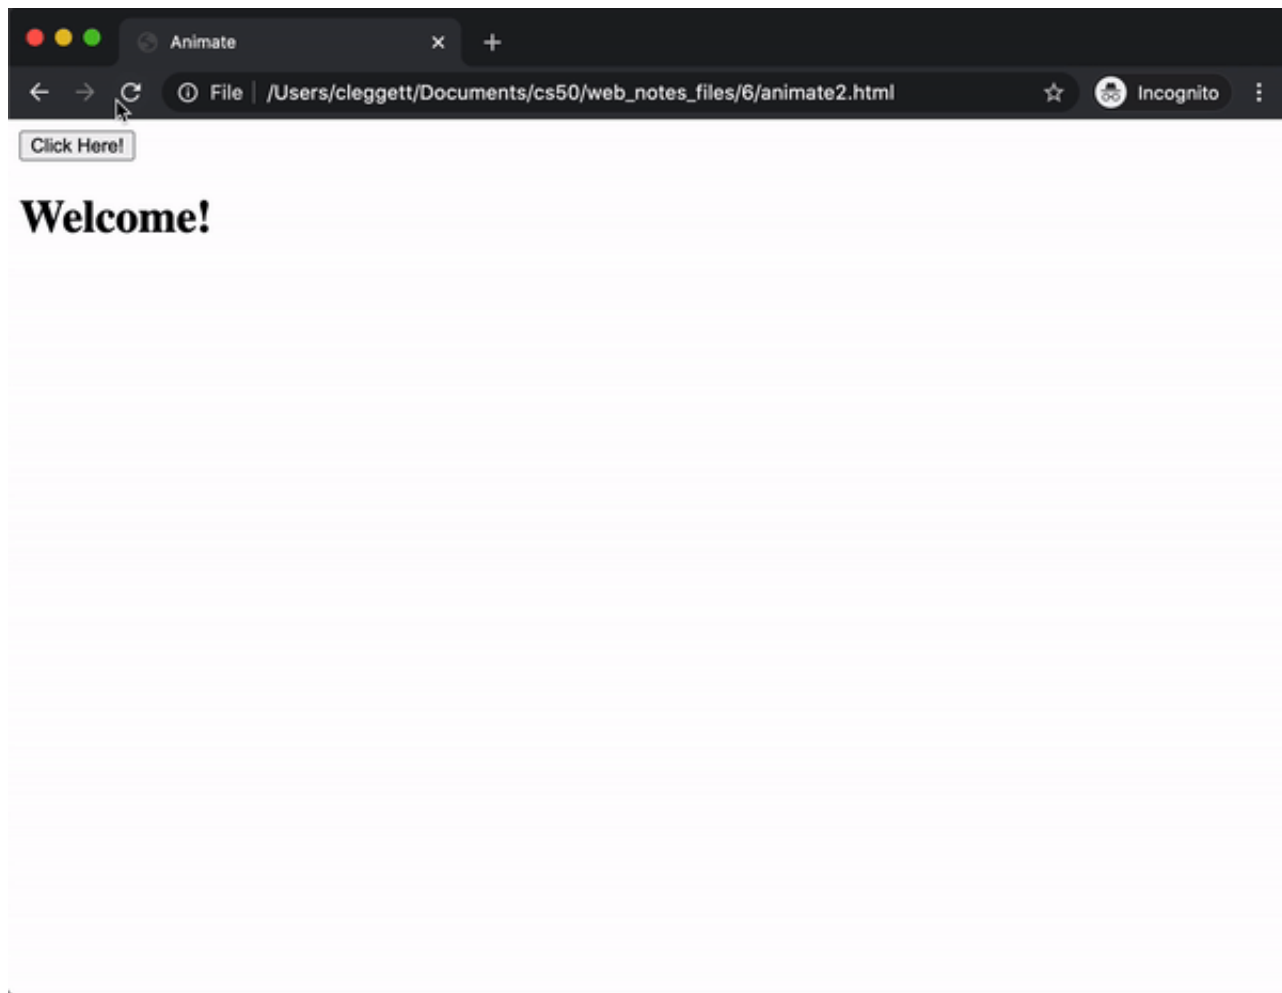 Animate
File /Users/cleggett/Documents/cs50/web_notes_files/6/animate2.html Incognito
Click Here!
Welcome!